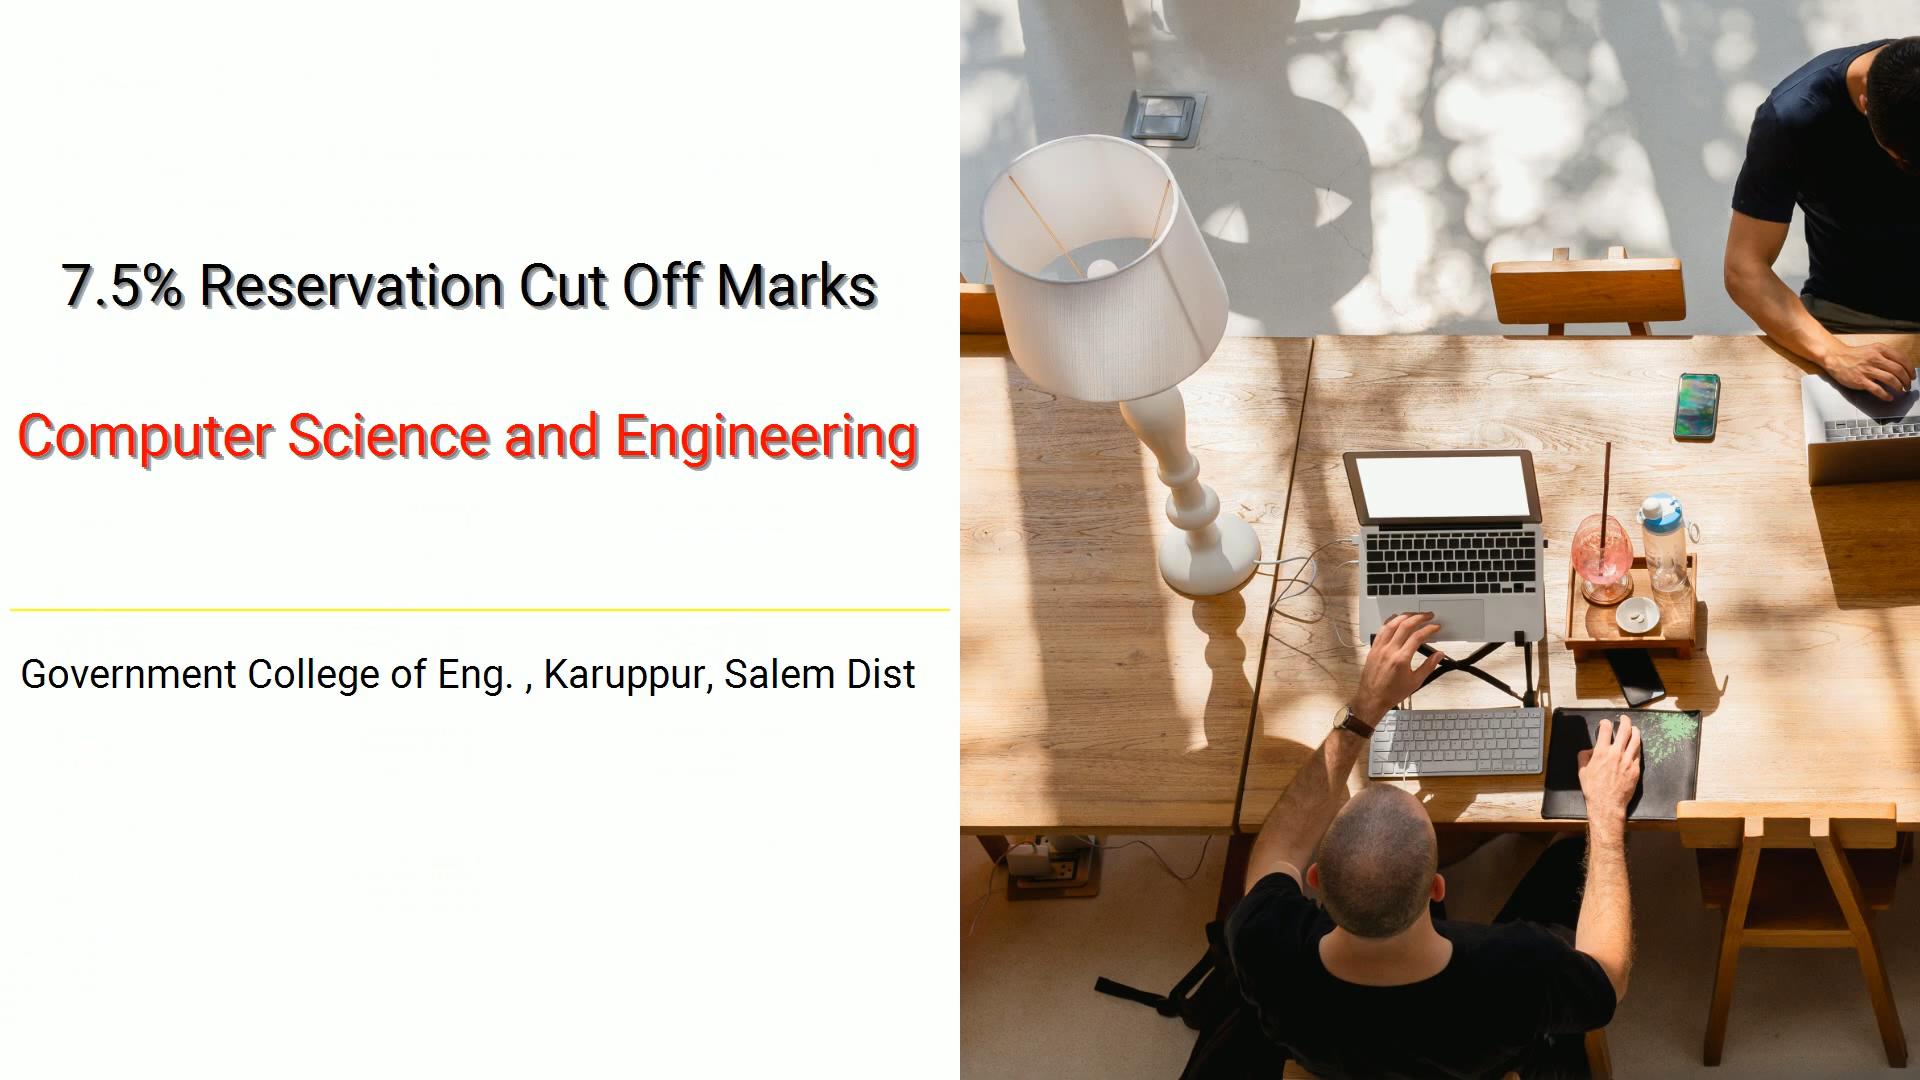 7.5% Reservation Cut Off Marks
Computer Science and Engineering
Government College of Eng. , Karuppur, Salem Dist